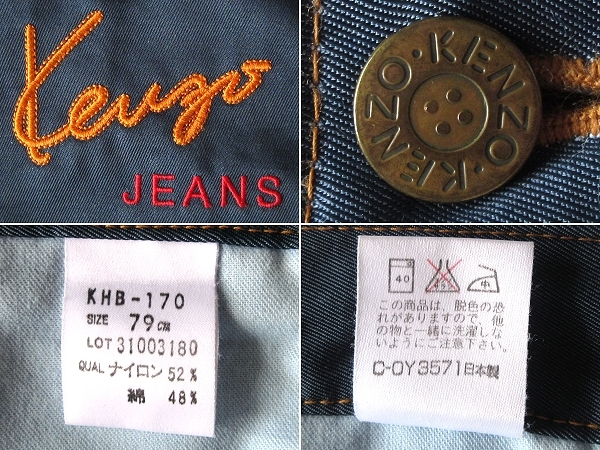 Kenzo
JEANS
KENZO・KENZO・KENZO
KHB-170
SIZE 79cm
LOT 31003180
QUAL ナイロン 52%
綿 48%
40
中
この商品は、脱色の恐
れがありますので 他
の物と一緒に洗濯しな
いようにご注意下さい。
C-0Y3571日本製